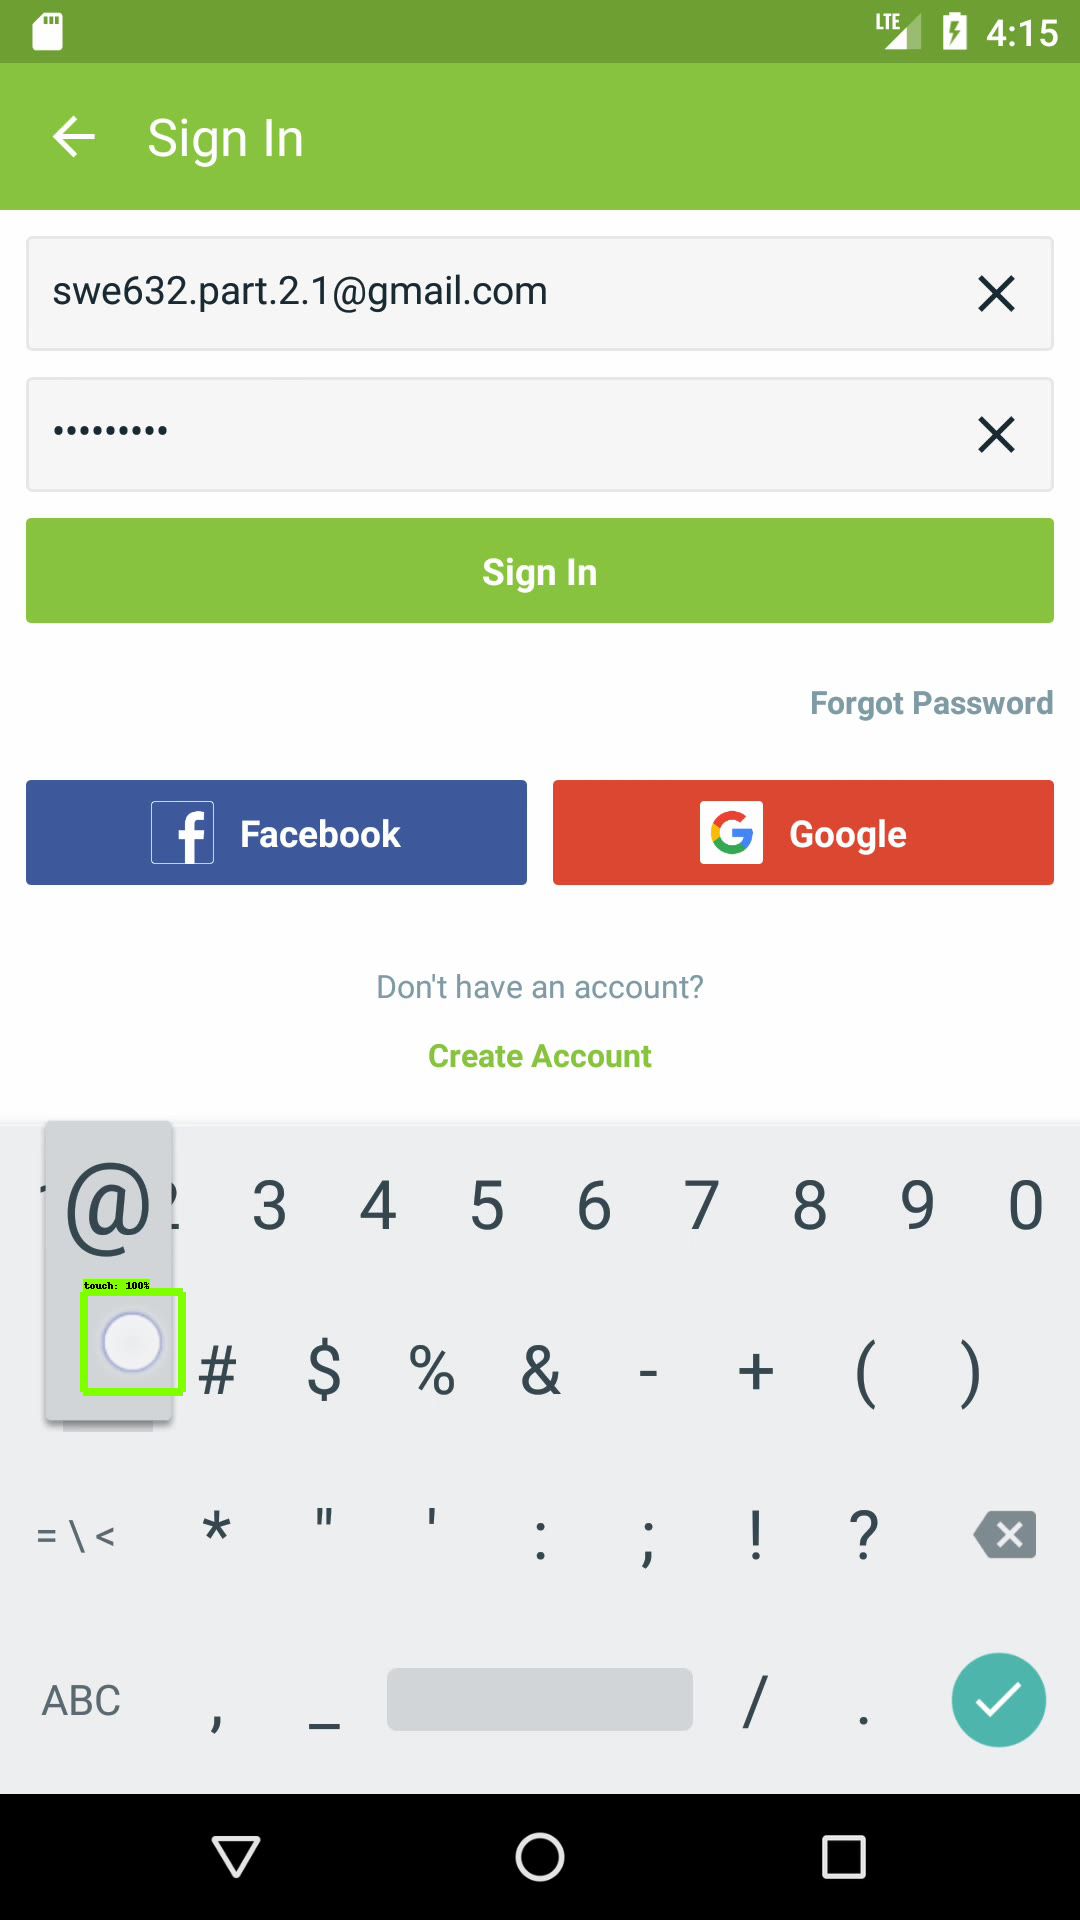 LTE 4:15
Sign In
swe632.part.2.1@gmail.com
•••••••••
Sign In
Forgot Password
Facebook Google
Don't have an account?
Create Account
@ 2 3 4 5 6 7 8 9 0
touch: 100%
# $ % & - + ( )
= \ < * " ' : ; ! ?
ABC , _ / .